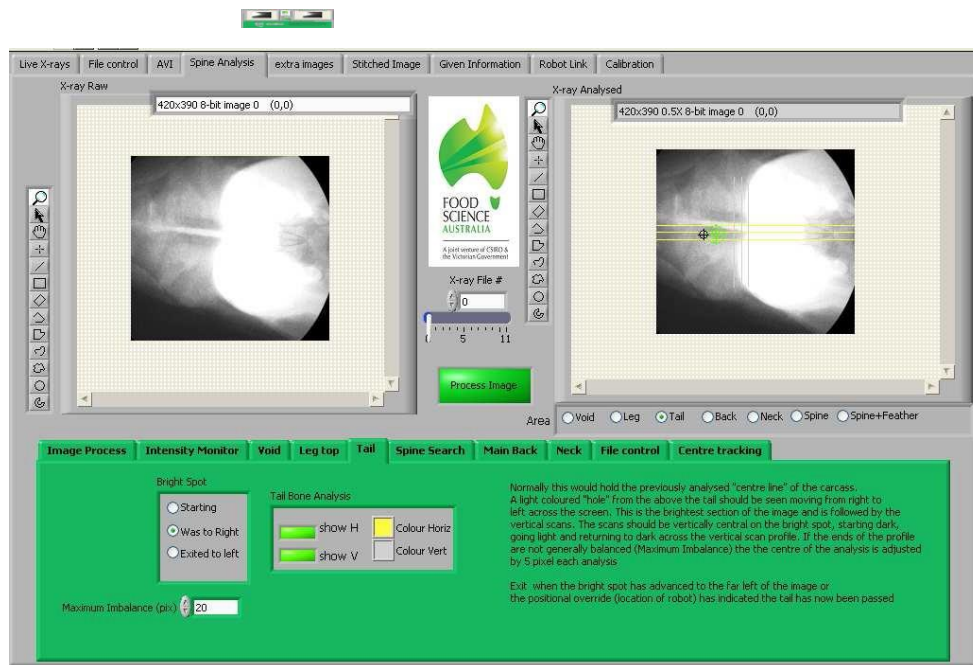 Live X-rays File control AVI Spine Analysis extra images Stitched Image Given Information Robot Link Calibration
X-ray Raw
420x390 8-bit image 0 (0,0)
X-ray Analysed
420x390 0.5X 8-bit image 0 (0,0)
FOOD
SCIENCE
AUSTRALIA
A joint venture of CSIRO &
the Victorian Government
X-ray File #
0
5 11
Process Image
Area Void Leg Tail Back Neck Spine Spine+Feather
Image Process Intensity Monitor Void Leg top Tail Spine Search Main Back Neck File control Centre tracking
Bright Spot
Starting
Was to Right
Exited to left
Tail Bone Analysis
show H Colour Horiz
show V Colour Vert
Maximum Imbalance (pix) 20
Normally this would hold the previously analysed "centre line" of the carcass.
A light coloured "hole" from the above the tail should be seen moving from right to
left across the screen. This is the brightest section of the image and is followed by the
vertical scans. The scans should be vertically central on the bright spot, starting dark,
going light and returning to dark across the vertical scan profile. If the ends of the profile
are not generally balanced (Maximum Imbalance) the the centre of the analysis is adjusted
by 5 pixel each analysis
Exit when the bright spot has advanced to the far left of the image or
the positional override (location of robot) has indicated the tail has now been passed